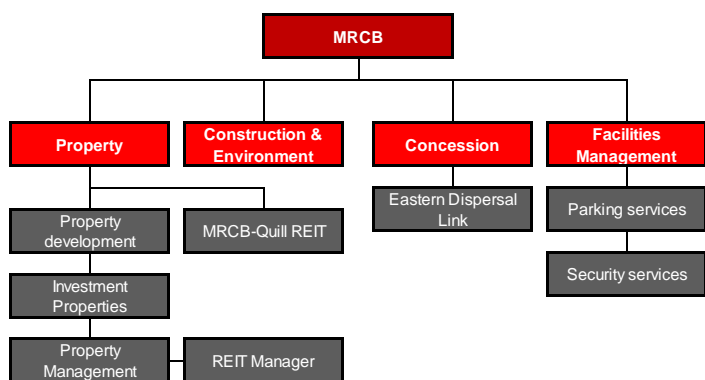 MRCB
Property
Construction &
Environment
Concession
Facilities
Management
Property
development
MRCB-Quill REIT
Eastern Dispersal
Link
Parking services
Investment
Properties
Security services
Property
Management
REIT Manager